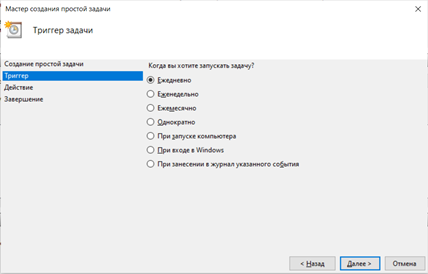 Мастер создания простой задачи
Триггер задачи
Создание простой задачи
Триггер
Действие
Завершение
Когда вы хотите запускать задачу?
Ежедневно
Еженедельно
Ежемесячно
Однократно
При запуске компьютера
При входе в Windows
При занесении в журнал указанного события
< Назад
Далее >
Отмена